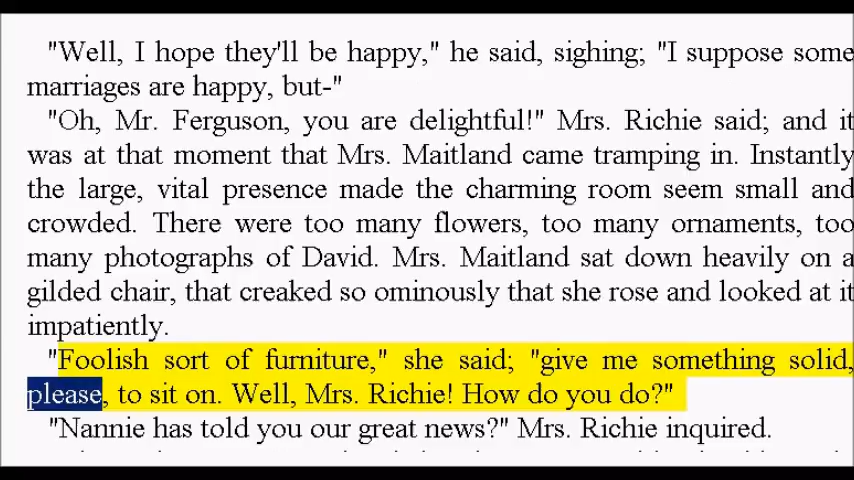 "Well, I hope they'll be happy," he said, sighing; "I suppose some
marriages are happy, but-"
"Oh, Mr. Ferguson, you are delightful!" Mrs. Richie said; and it
was at that moment that Mrs. Maitland came tramping in. Instantly
the large, vital presence made the charming room seem small and
crowded. There were too many flowers, too many ornaments, too
many photographs of David. Mrs. Maitland sat down heavily on a
gilded chair, that creaked so ominously that she rose and looked at it
impatiently.
"Foolish sort of furniture," she said; "give me something solid,
please, to sit on. Well, Mrs. Richie! How do you do?"
"Nannie has told you our great news?" Mrs. Richie inquired.